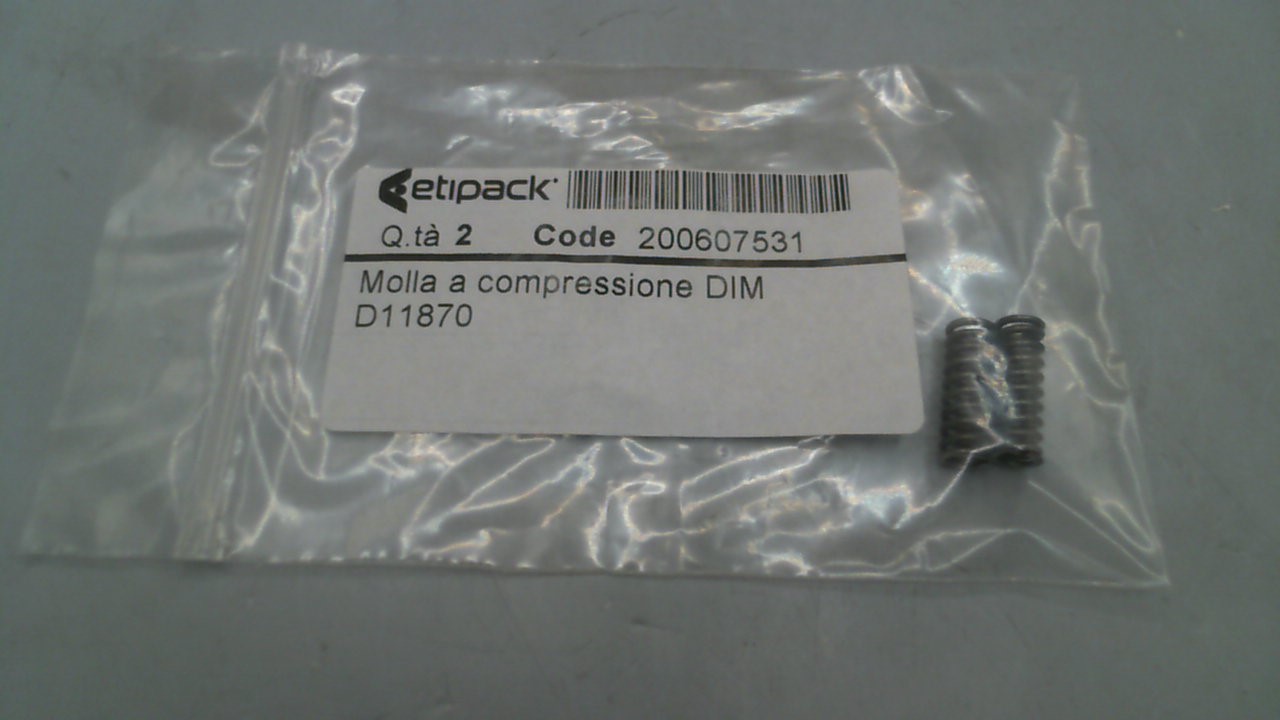 etipack
Q.tà 2 Code 200607531
Molla a compressione DIM
D11870